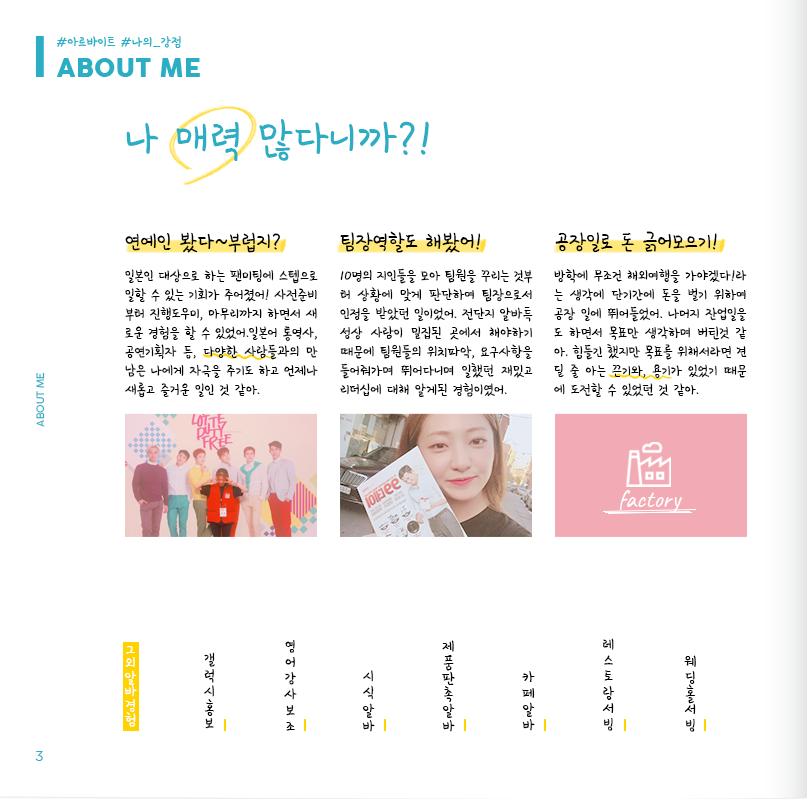 #아르바이트 #나의_강점
ABOUT ME
나 매력 많다니까?!
연예인 봤다~부럽지?
일본인 대상으로 하는 팬미팅에 스텝으로
일할 수 있는 기회가 주어졌어! 사전준비
부터 진행도우미, 마무리까지 하면서 새
로운 경험을 할 수 있었어.일본어 통역사,
공연기획자 등, 다양한 사람들과의 만
남은 나에게 자극을 주기도 하고 언제나
새롭고 즐거운 일인 것 같아.
LOTTE
DUTY
FREE
팀장역할도 해봤어!
10명의 지인들을 모아 팀원을 꾸리는 것부
터 상황에 맞게 판단하여 팀장으로서
인정을 받았던 일이었어. 전단지 알바특
성상 사람이 밀집된 곳에서 해야하기
때문에 팀원들의 위치파악, 요구사항을
들어줘가며 뛰어다니며 일했던 재밌고
리더십에 대해 알게된 경험이였어.
공장일로 돈 긁어모으기!
방학에 무조건 해외여행을 가야겠다!라
는 생각에 단기간에 돈을 벌기 위하여
공장 일에 뛰어들었어. 나머지 잔업일을
도 하면서 목표만 생각하며 버틴것 같
아. 힘들긴 했지만 목표를 위해서라면 견
딜 줄 아는 끈기와, 용기가 있었기 때문
에 도전할 수 있었던 것 같아.
factory
ABOUT ME
그외알바경험
갤럭시홍보
영어강사보조
시식알바
제품판촉알바
카페알바
레스토랑서빙
웨딩홀서빙
3